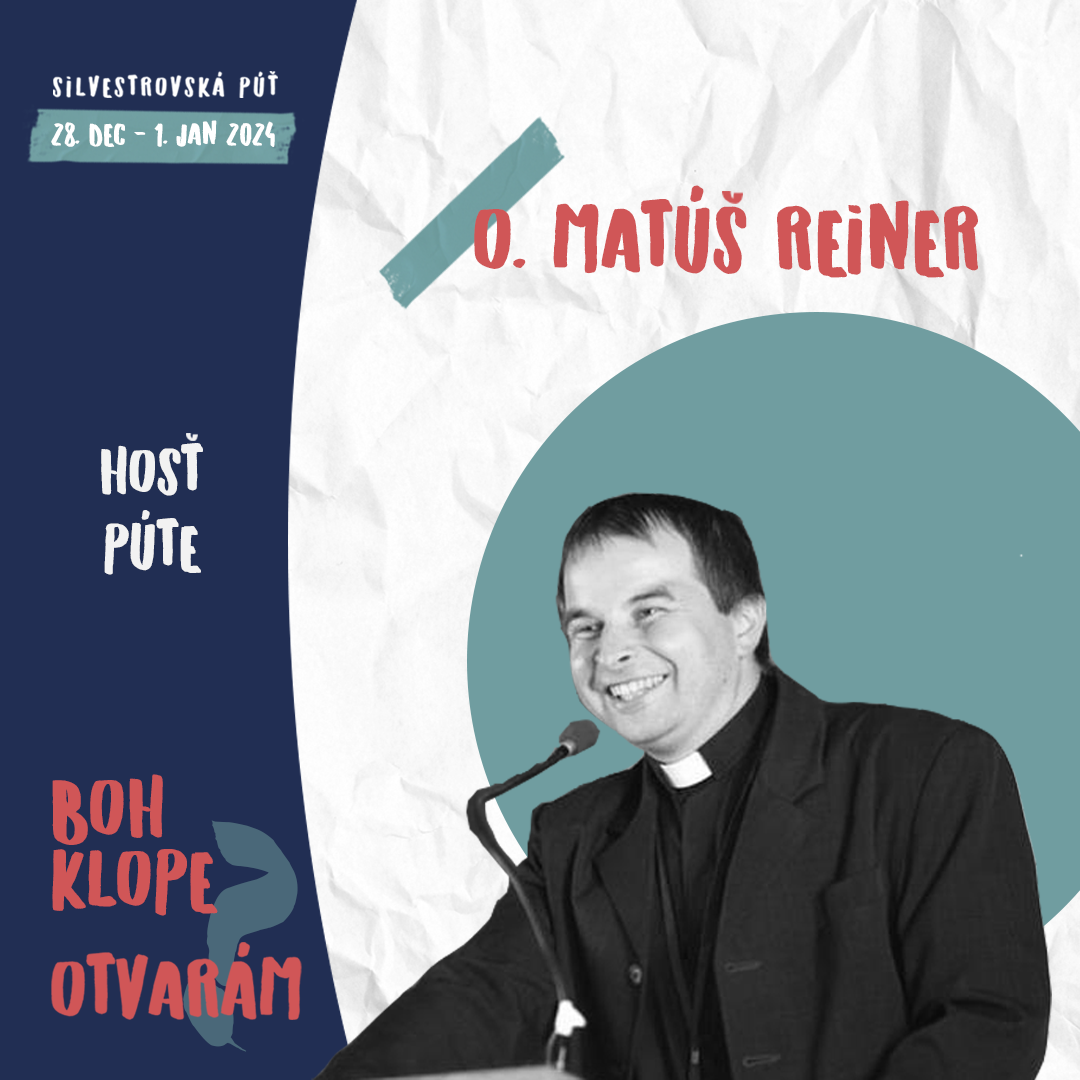 SILVESTROVSKÁ PÚŤ
28. DEC - 1. JAN 2024
O. MATÚŠ REINER
HOSŤ
PÚTE
BOH
KLOPE
OTVARÁM
?